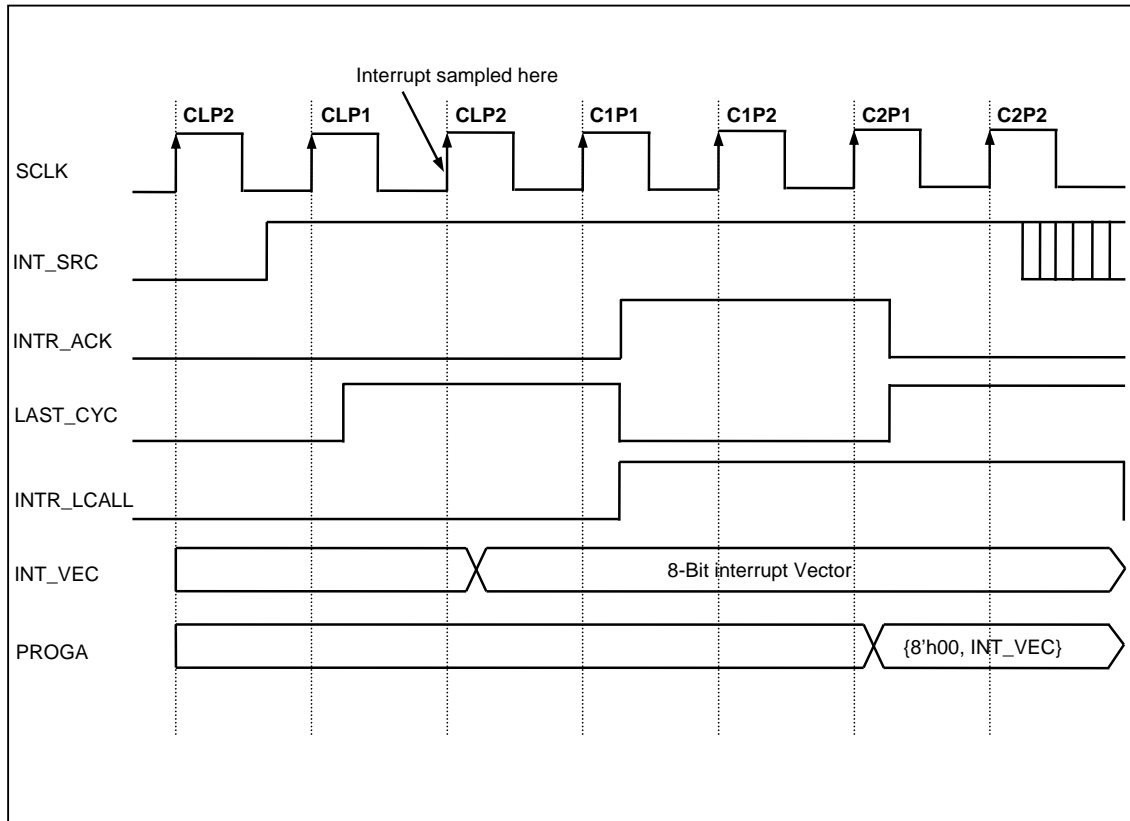 Interrupt sampled here
CLP2 CLP1 CLP2 C1P1 C1P2 C2P1 C2P2
SCLK
INT_SRC
INTR_ACK
LAST_CYC
INTR_LCALL
INT_VEC 8-Bit interrupt Vector
PROGA {8'h00, INT_VEC}